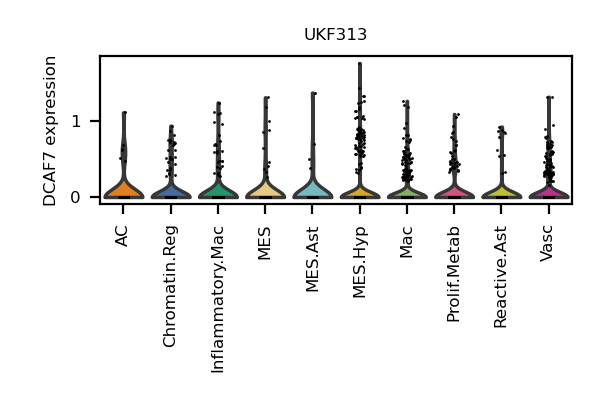 UKF313
DCAF7 expression
1
0
AC
Chromatin.Reg
Inflammatory.Mac
MES
MES.Ast
MES.Hyp
Mac
Prolif.Metab
Reactive.Ast
Vasc